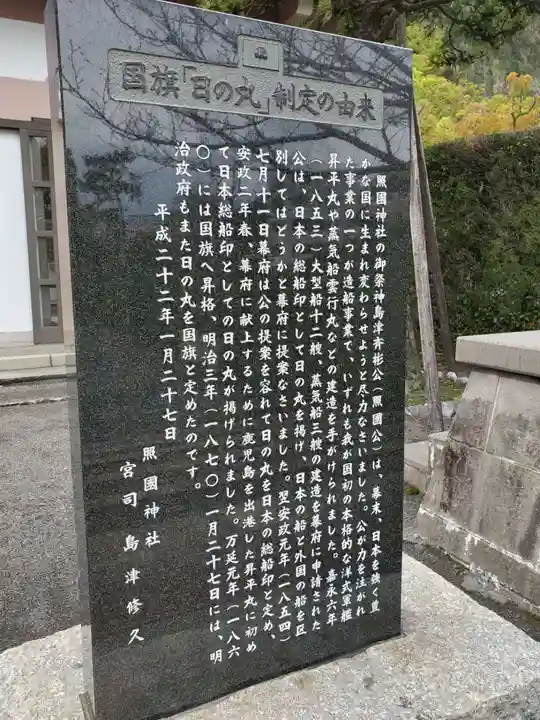 国旗「日の丸」制定の由来
照國神社の御祭神島津斉彬公(照國公)は、幕末、日本を強く豊
かな国に生まれ変わらせようと尽力なさいました。公が力を注がれ
た事業の一つが造船事業で、いずれも我が国初の本格的な洋式軍艦
昇平丸や蒸気船雲行丸などの建造を手がけられました。嘉永六年
(一八五三)大型船十二艘、蒸気船三艘の建造を幕府に申請された
公は、日本の総船印として日の丸を掲げ、日本の船と外国の船を区
別してはどうかと幕府に提案なさいました。翌安政元年(一八五四)
七月十一日幕府は公の提案を容れて日の丸を日本の総船印と定め、
安政二年春、幕府に献上するために鹿児島を出港した昇平丸に初め
て日本総船印としての日の丸が掲げられました。万延元年(一八六
〇)には国旗へ昇格、明治三年(一八七〇)一月二十七日には、明
治政府もまた日の丸を国旗と定めたのです。
平成二十二年一月二十七日
照國神社
宮司 島津修久